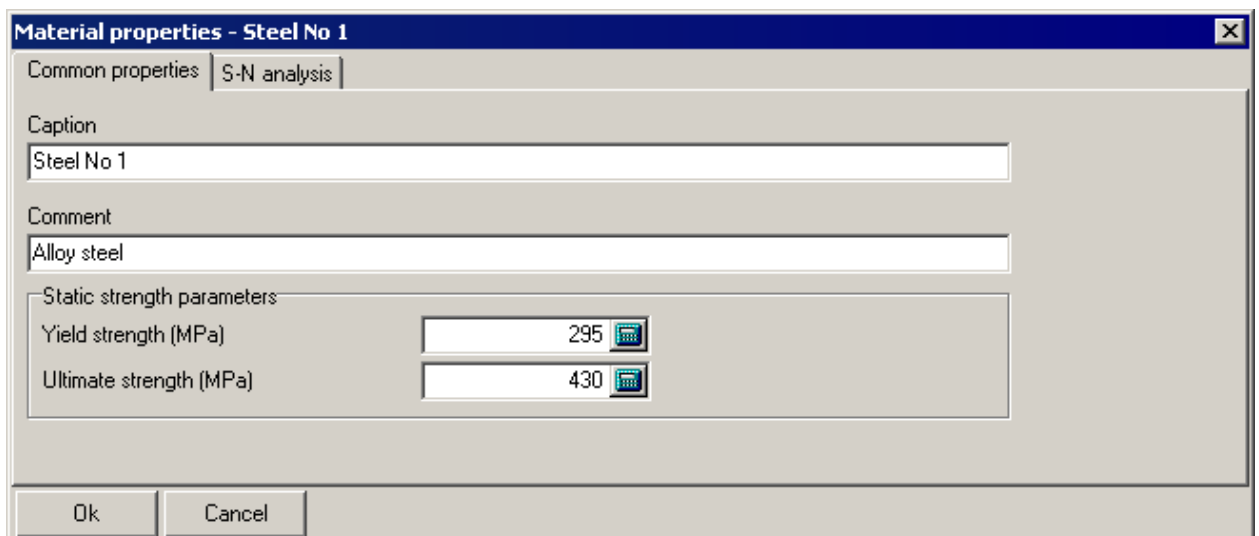 Material properties - Steel No 1
Common properties S-N analysis
Caption
Steel No 1
Comment
Alloy steel
Static strength parameters
Yield strength (MPa) 295
Ultimate strength (MPa) 430
Ok Cancel